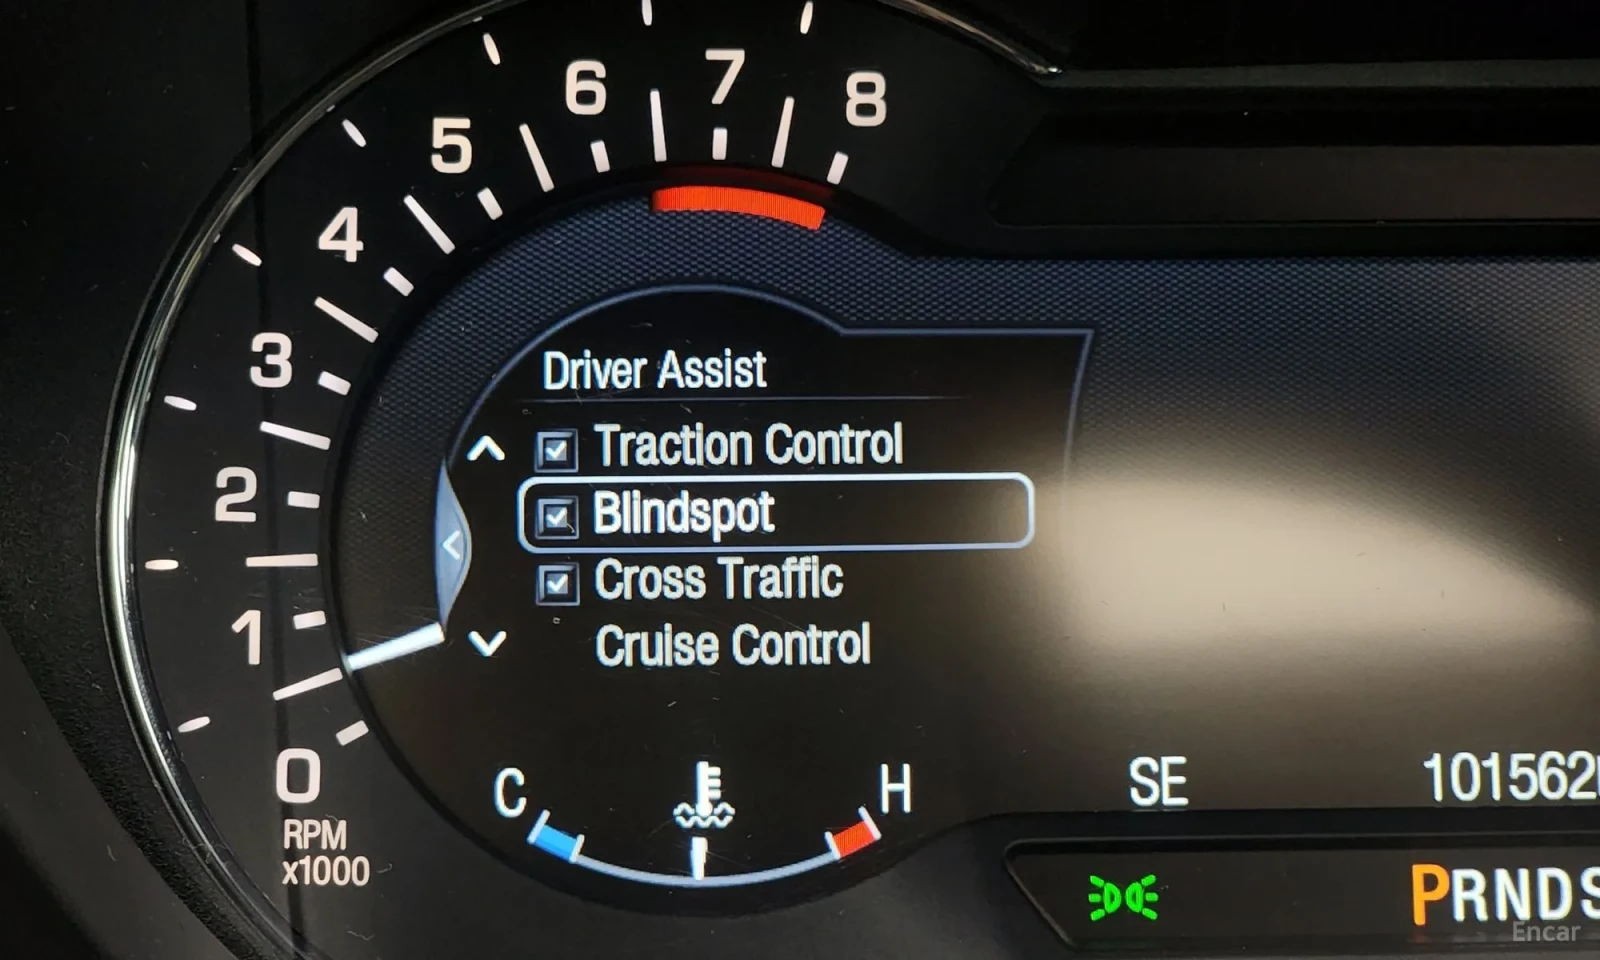 8
7
6
5
4
3
2
1
0
RPM
x1000
Driver Assist
Traction Control
Blindspot
Cross Traffic
Cruise Control
C
H
SE
101562
PRNDS
Encar